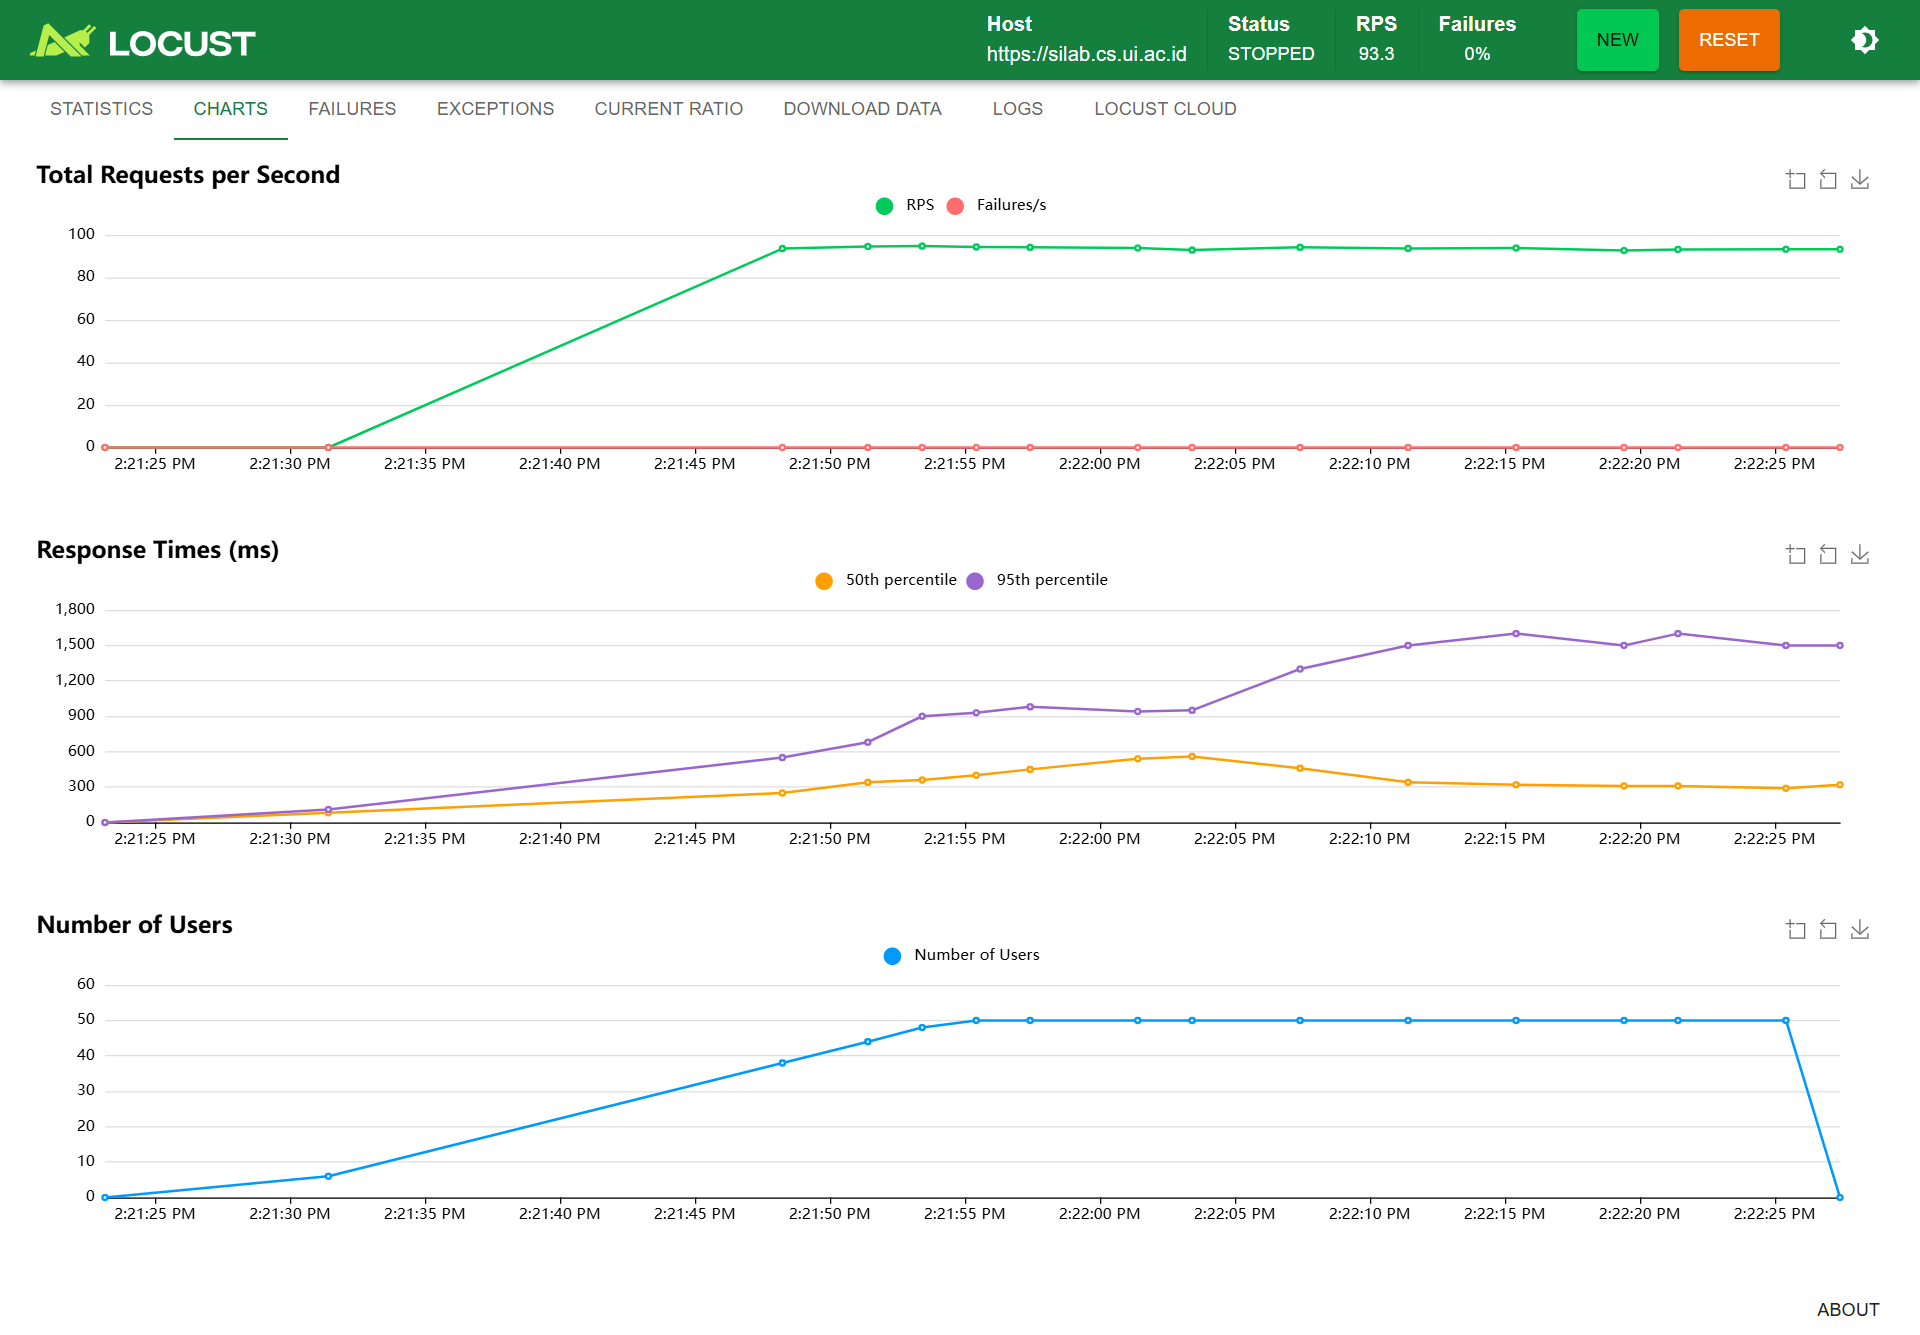 LOCUST
Host
https://silab.cs.ui.ac.id
Status
STOPPED
RPS
93.3
Failures
0%
NEW
RESET
STATISTICS CHARTS FAILURES EXCEPTIONS CURRENT RATIO DOWNLOAD DATA LOGS LOCUST CLOUD
Total Requests per Second
RPS Failures/s
100
80
60
40
20
0
2:21:25 PM 2:21:30 PM 2:21:35 PM 2:21:40 PM 2:21:45 PM 2:21:50 PM 2:21:55 PM 2:22:00 PM 2:22:05 PM 2:22:10 PM 2:22:15 PM 2:22:20 PM 2:22:25 PM
Response Times (ms)
50th percentile 95th percentile
1,800
1,500
1,200
900
600
300
0
2:21:25 PM 2:21:30 PM 2:21:35 PM 2:21:40 PM 2:21:45 PM 2:21:50 PM 2:21:55 PM 2:22:00 PM 2:22:05 PM 2:22:10 PM 2:22:15 PM 2:22:20 PM 2:22:25 PM
Number of Users
Number of Users
60
50
40
30
20
10
0
2:21:25 PM 2:21:30 PM 2:21:35 PM 2:21:40 PM 2:21:45 PM 2:21:50 PM 2:21:55 PM 2:22:00 PM 2:22:05 PM 2:22:10 PM 2:22:15 PM 2:22:20 PM 2:22:25 PM
ABOUT